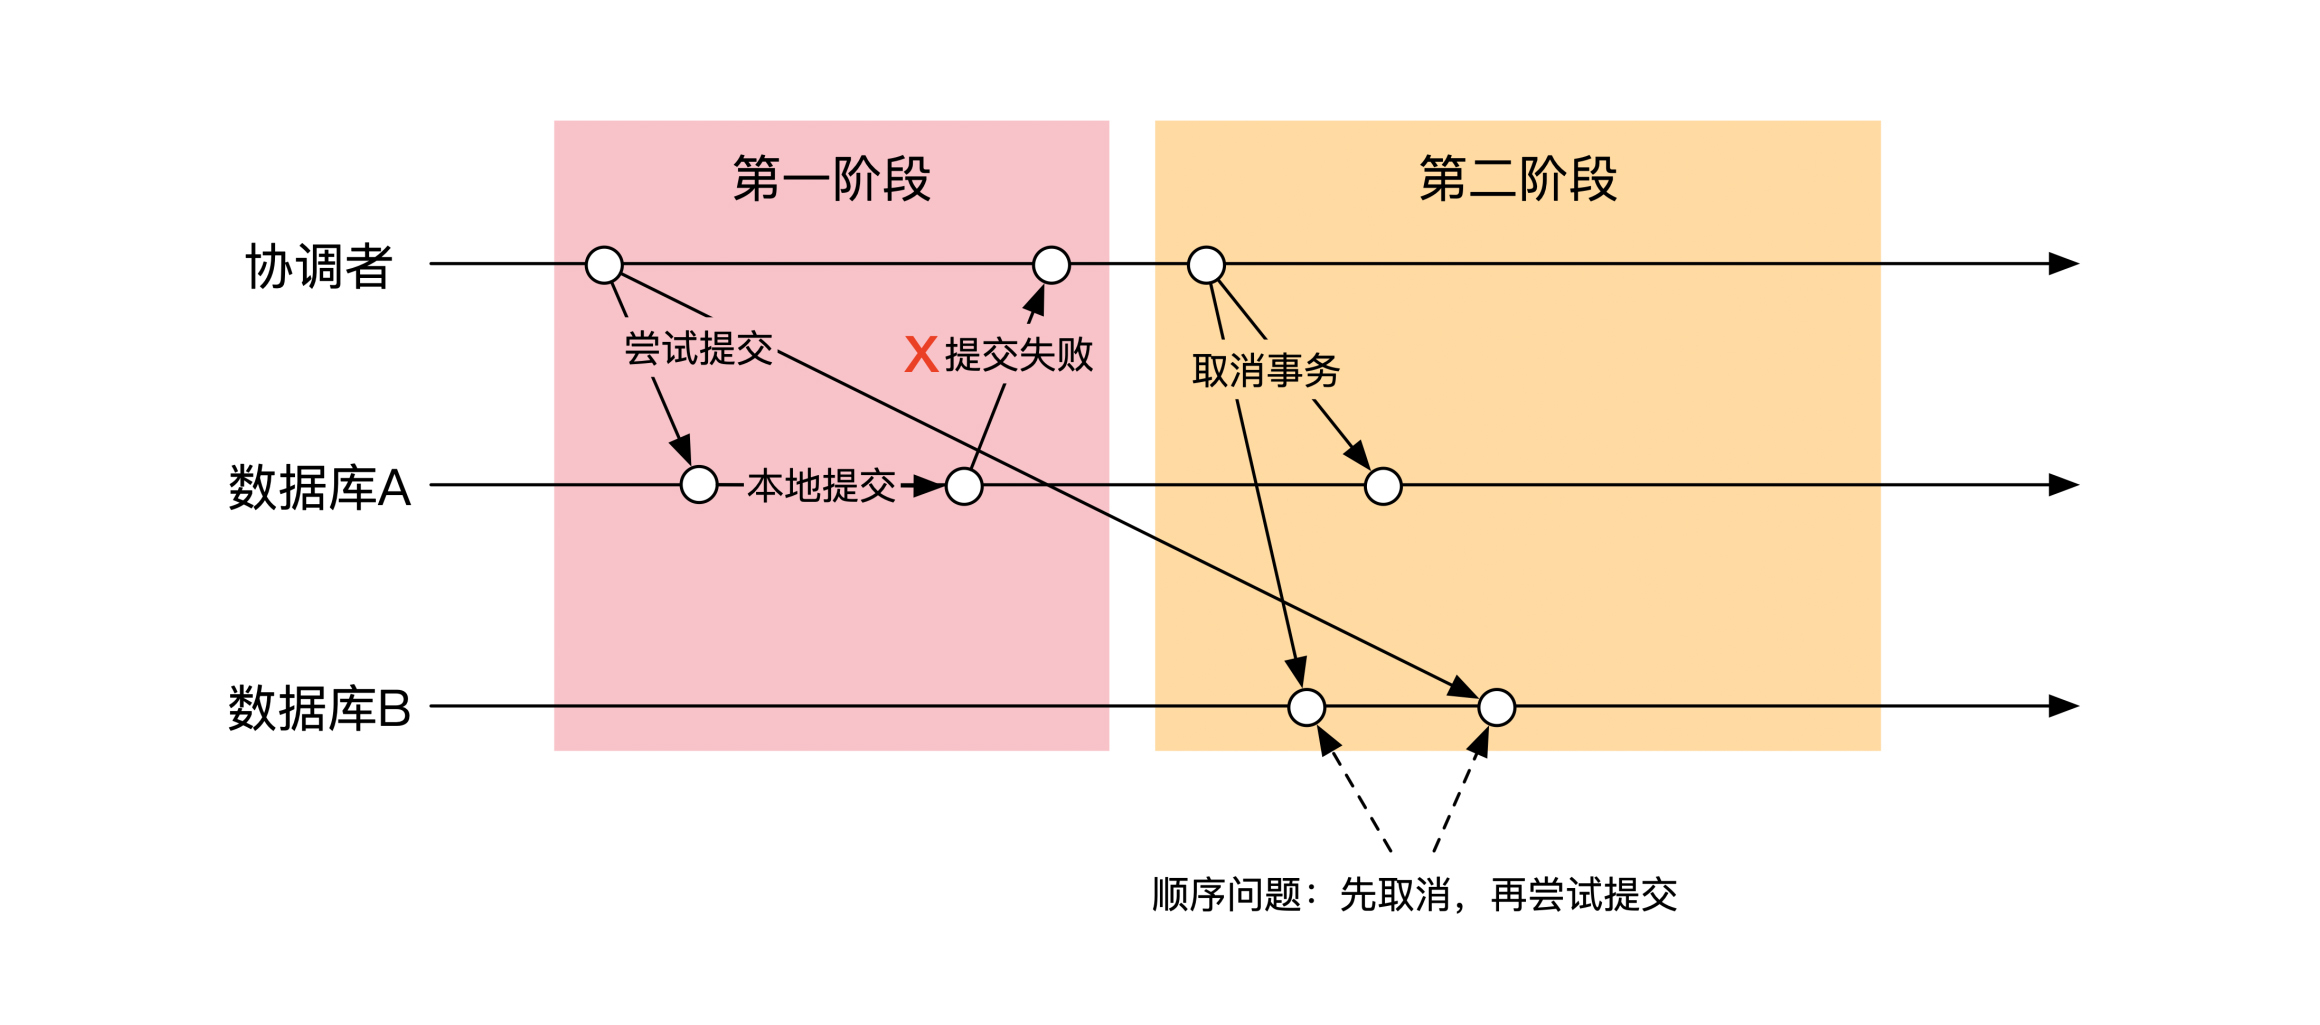 第一阶段
第二阶段
协调者
尝试提交
X 提交失败
取消事务
数据库A
本地提交
数据库B
顺序问题：先取消，再尝试提交